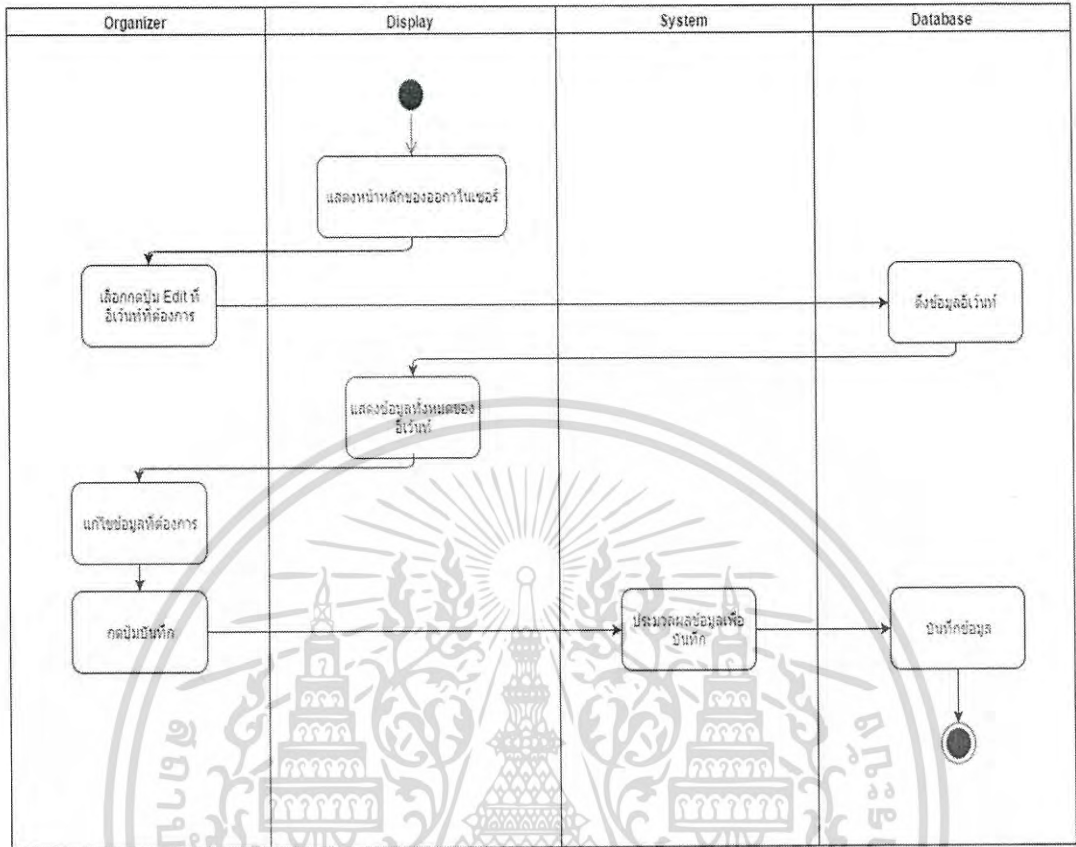 Organizer
Display
System
Database
แสดงหน้าหลักของออกาไนเซอร์
เลือกกดปุ่ม Edit ที่
อีเว้นท์ที่ต้องการ
ดึงข้อมูลอีเว้นท์
แสดงข้อมูลทั้งหมดของ
อีเว้นท์
แก้ไขข้อมูลที่ต้องการ
กดปุ่มบันทึก
ประมวลผลข้อมูลเพื่อ
บันทึก
บันทึกข้อมูล